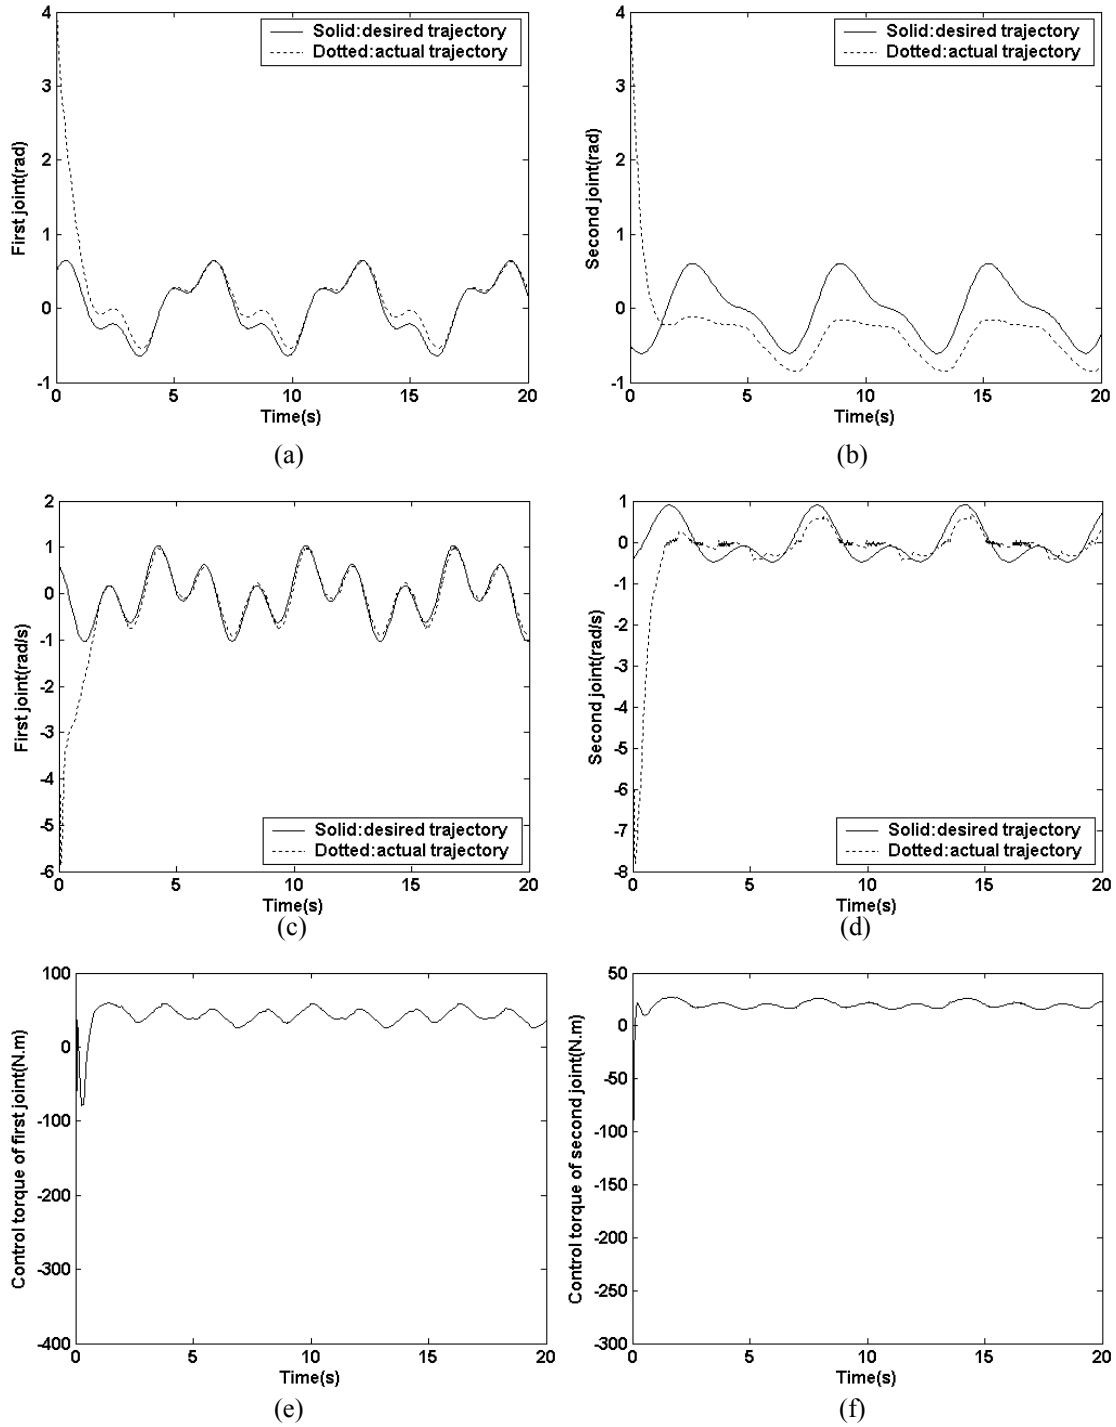 4
3
2
1
0
-1
First joint(rad)
Solid:desired trajectory
Dotted:actual trajectory
0 5 10 15 20
Time(s)
(a)
4
3
2
1
0
-1
Second joint(rad)
Solid:desired trajectory
Dotted:actual trajectory
0 5 10 15 20
Time(s)
(b)
2
1
0
-1
-2
-3
-4
-5
-6
First joint(rad/s)
Solid:desired trajectory
Dotted:actual trajectory
0 5 10 15 20
Time(s)
(c)
1
0
-1
-2
-3
-4
-5
-6
-7
-8
Second joint(rad/s)
Solid:desired trajectory
Dotted:actual trajectory
0 5 10 15 20
Time(s)
(d)
100
0
-100
-200
-300
-400
Control torque of first joint(N.m)
0 5 10 15 20
Time(s)
(e)
50
0
-50
-100
-150
-200
-250
-300
Control torque of second joint(N.m)
0 5 10 15 20
Time(s)
(f)